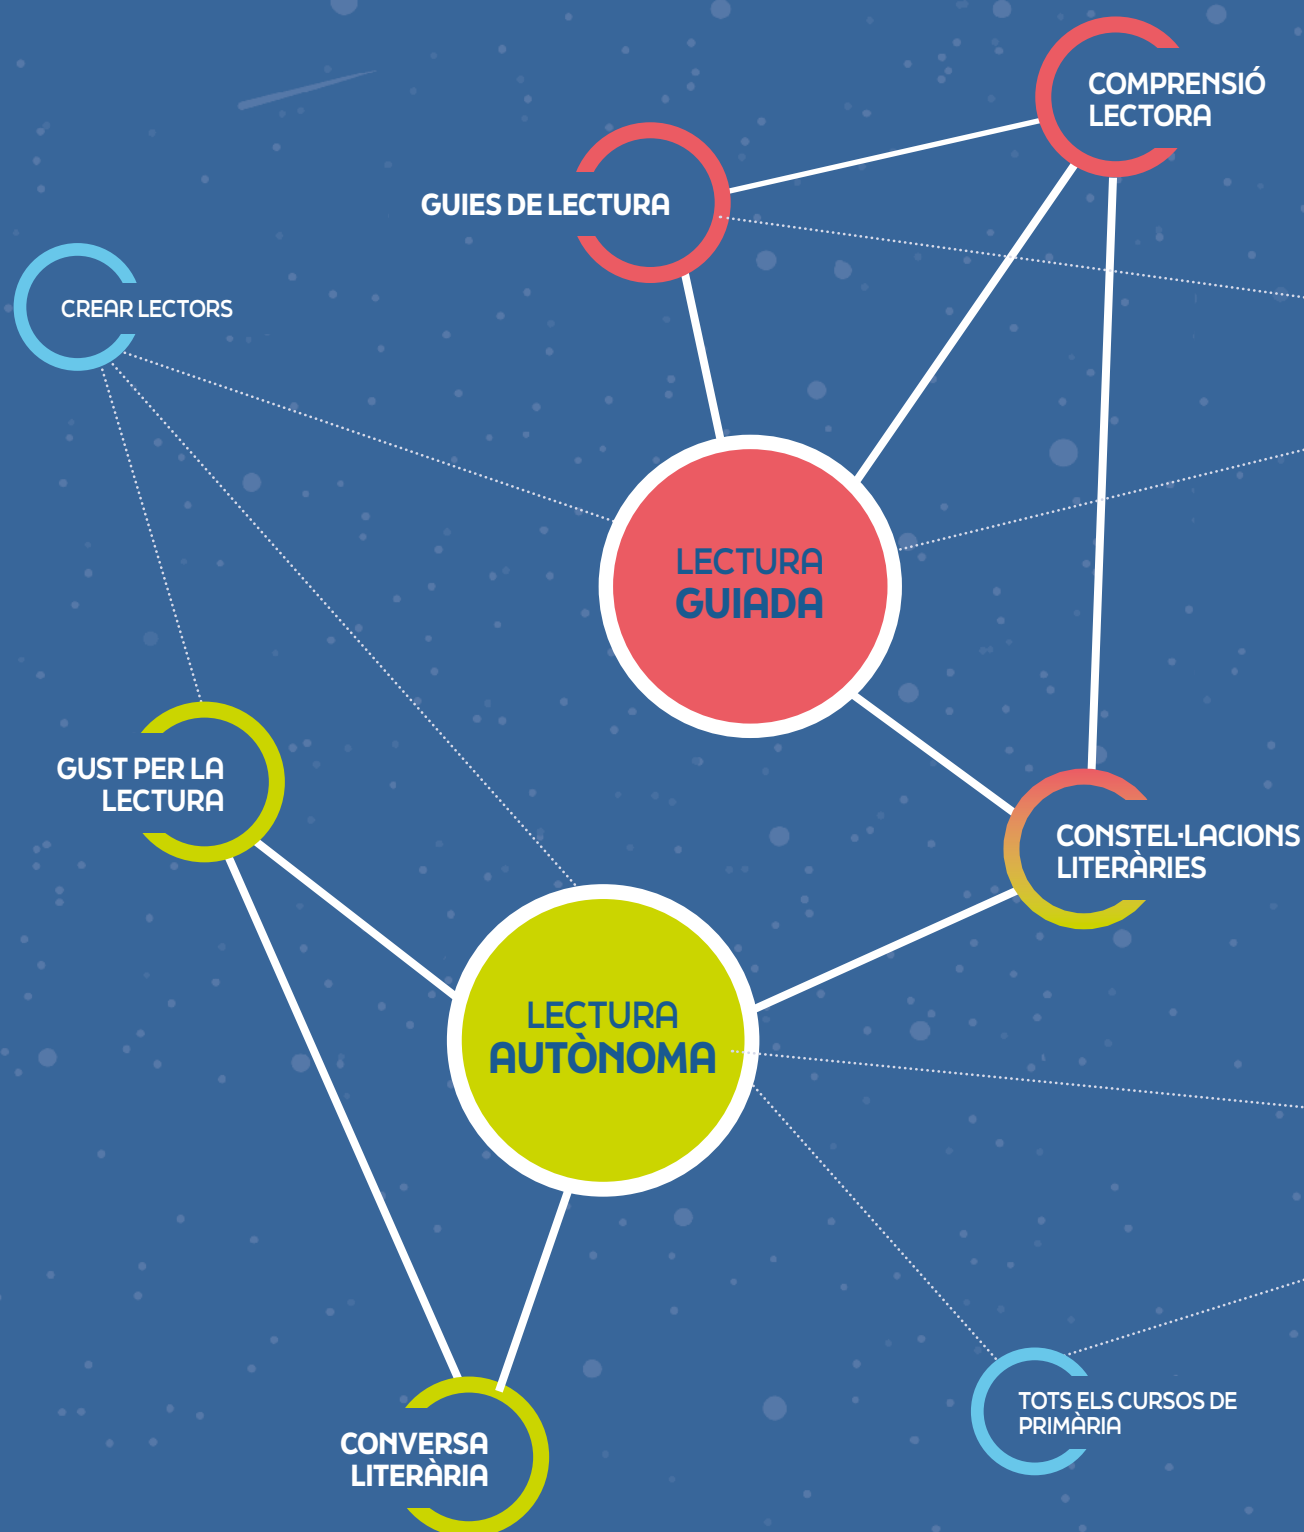 COMPRENSIÓ
LECTORA
GUIES DE LECTURA
CREAR LECTORS
LECTURA
GUIADA
GUST PER LA
LECTURA
CONSTEL·LACIONS
LITERÀRIES
LECTURA
AUTÒNOMA
TOTS ELS CURSOS DE
PRIMÀRIA
CONVERSA
LITERÀRIA